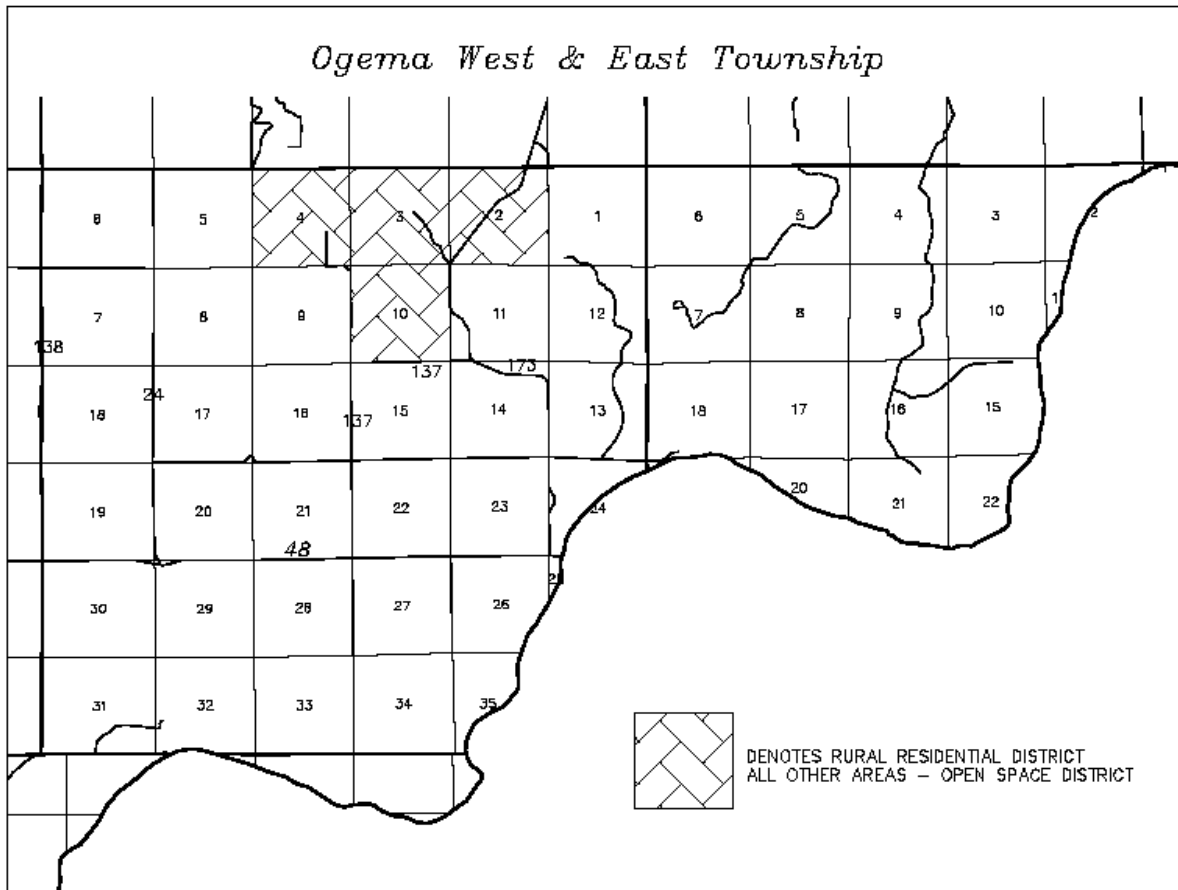 Ogema West & East Township
6 5 4 3 2 1 6 5 4 3 2
7 8 9 10 11 12 7 8 9 10 1
138
137 173
24
18 17 16 15 14 13 18 17 16 15
137
19 20 21 22 23 24 20 21 22
48
30 29 28 27 26
31 32 33 34 35
DENOTES RURAL RESIDENTIAL DISTRICT
ALL OTHER AREAS – OPEN SPACE DISTRICT